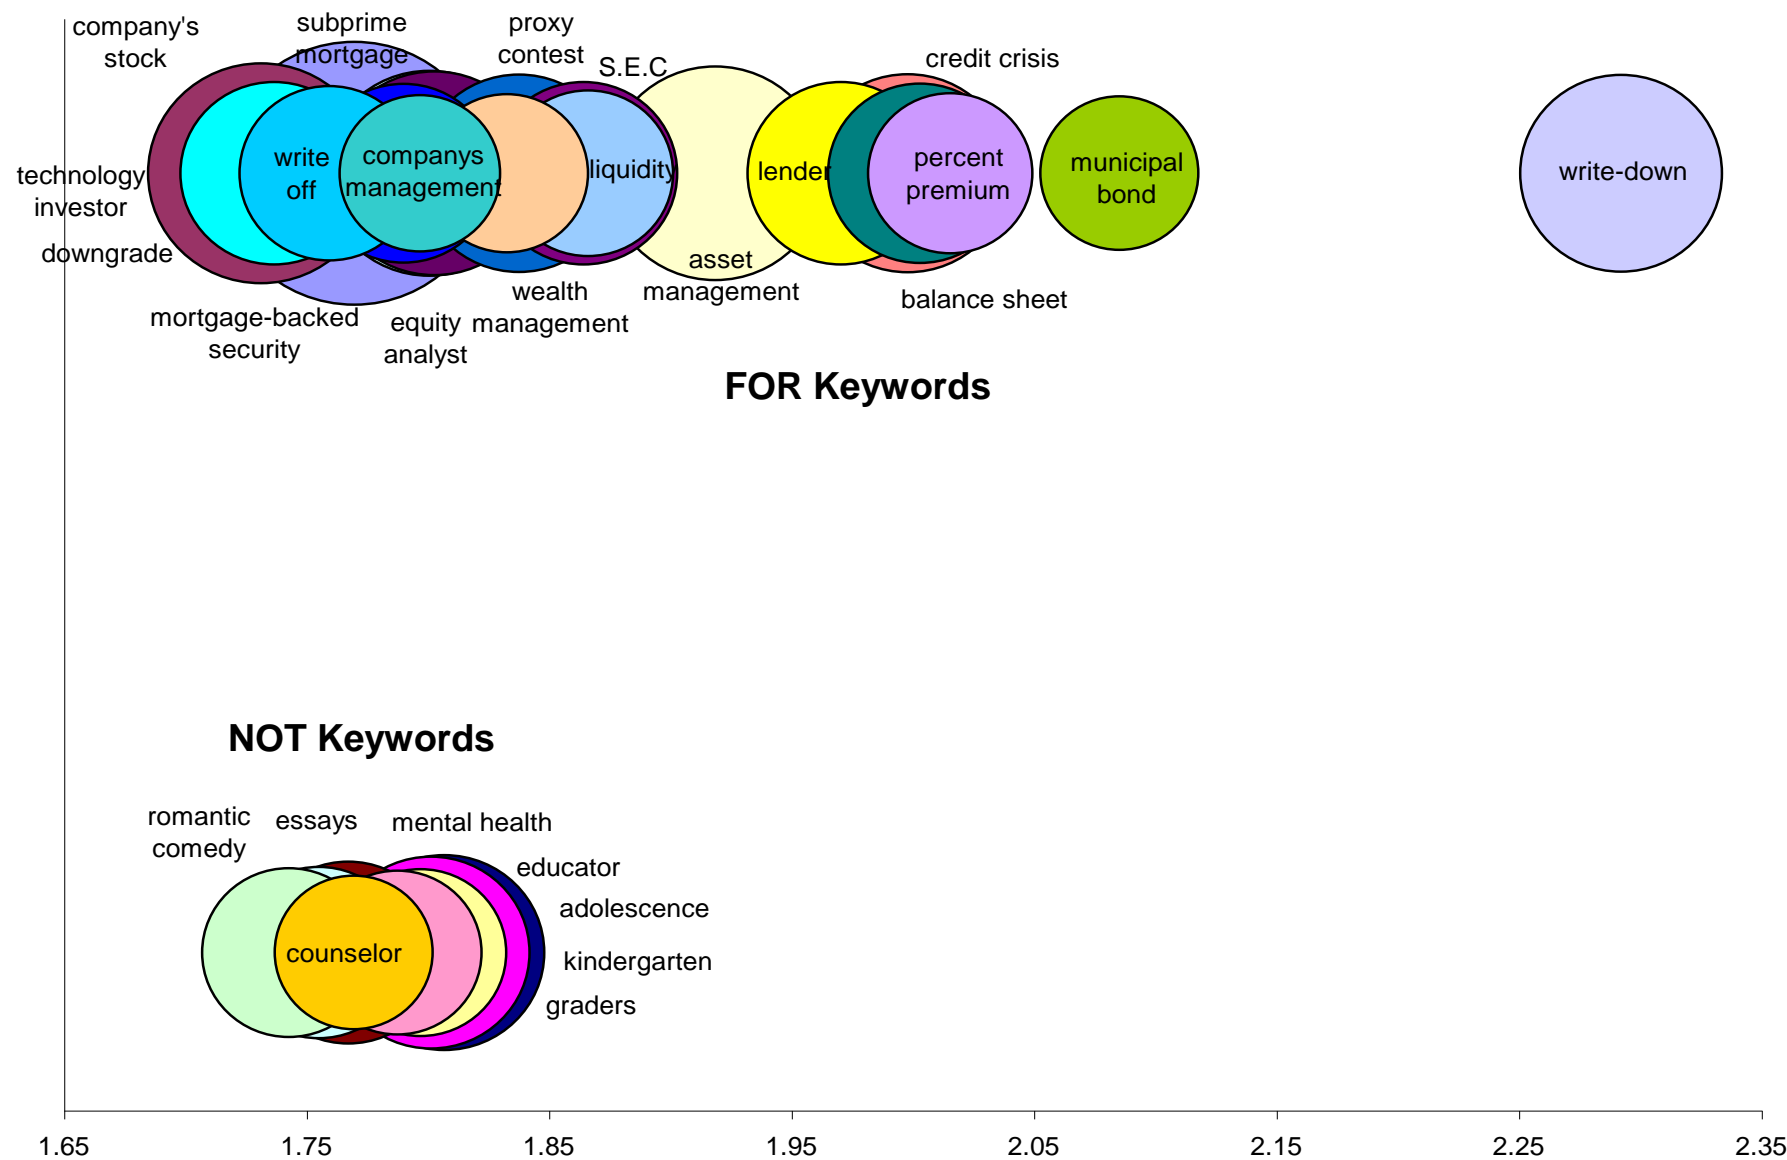 company's
stock
subprime
mortgage
proxy
contest
S.E.C
credit crisis
technology
investor
downgrade
write
off
companys
management
liquidity
lender
percent
premium
municipal
bond
write-down
mortgage-backed
security
equity
analyst
wealth
management
asset
management
balance sheet
FOR Keywords
NOT Keywords
romantic
comedy
essays
mental health
educator
adolescence
kindergarten
graders
counselor
1.65
1.75
1.85
1.95
2.05
2.15
2.25
2.35